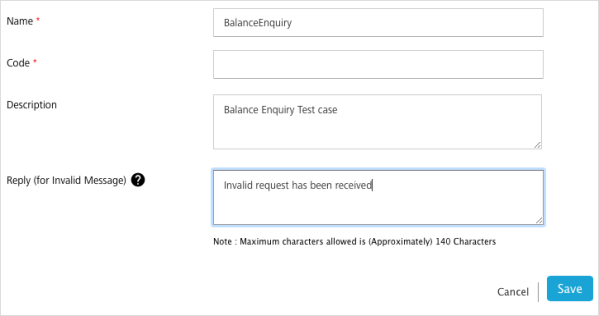 Name * BalanceEnquiry
Code *
Description Balance Enquiry Test case
Reply (for Invalid Message) ? Invalid request has been received
Note : Maximum characters allowed is (Approximately) 140 Characters
Cancel Save